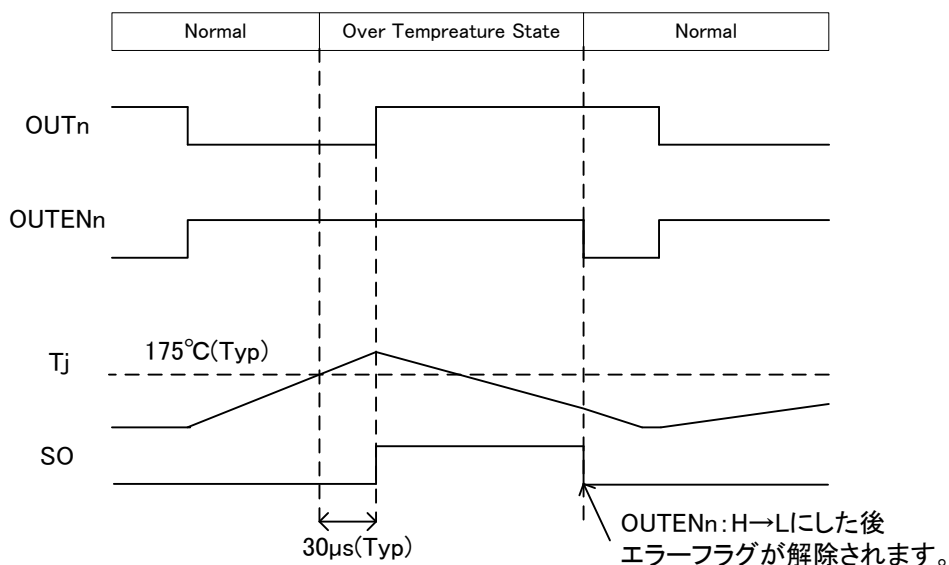 Normal
Over Tempreature State
Normal
OUTn
OUTENn
Tj
175℃(Typ)
SO
30μs(Typ)
OUTENn:H→Lにした後
エラーフラグが解除されます。